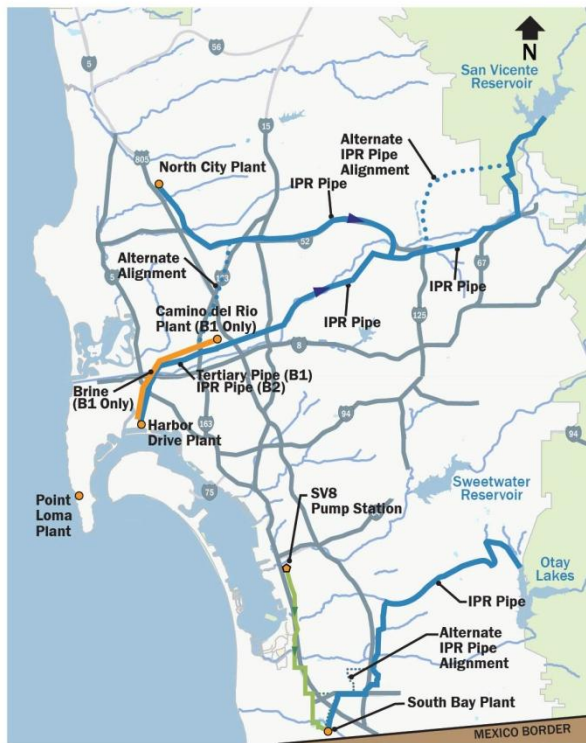 56
N
5
San Vicente
Reservoir
15
805
North City Plant
Alternate
IPR Pipe
Alignment
IPR Pipe
52
Alternate
Alignment
163
5
67
IPR Pipe
Camino del Rio
Plant (B1 Only)
IPR Pipe
125
8
Tertiary Pipe (B1)
IPR Pipe (B2)
Brine
(B1 Only)
94
Harbor
Drive Plant
163
94
Point
Loma
Plant
75
SV8
Pump Station
Sweetwater
Reservoir
Otay
Lakes
IPR Pipe
Alternate
IPR Pipe
Alignment
South Bay Plant
MEXICO BORDER